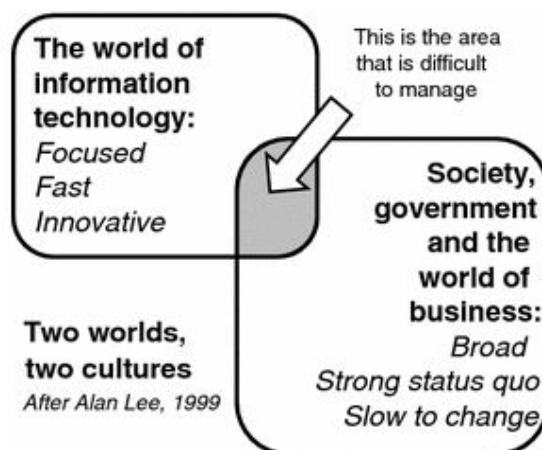 The world of
information
technology:
Focused
Fast
Innovative
This is the area
that is difficult
to manage
Society,
government
and the
world of
business:
Broad
Strong status quo
Slow to change
Two worlds,
two cultures
After Alan Lee, 1999